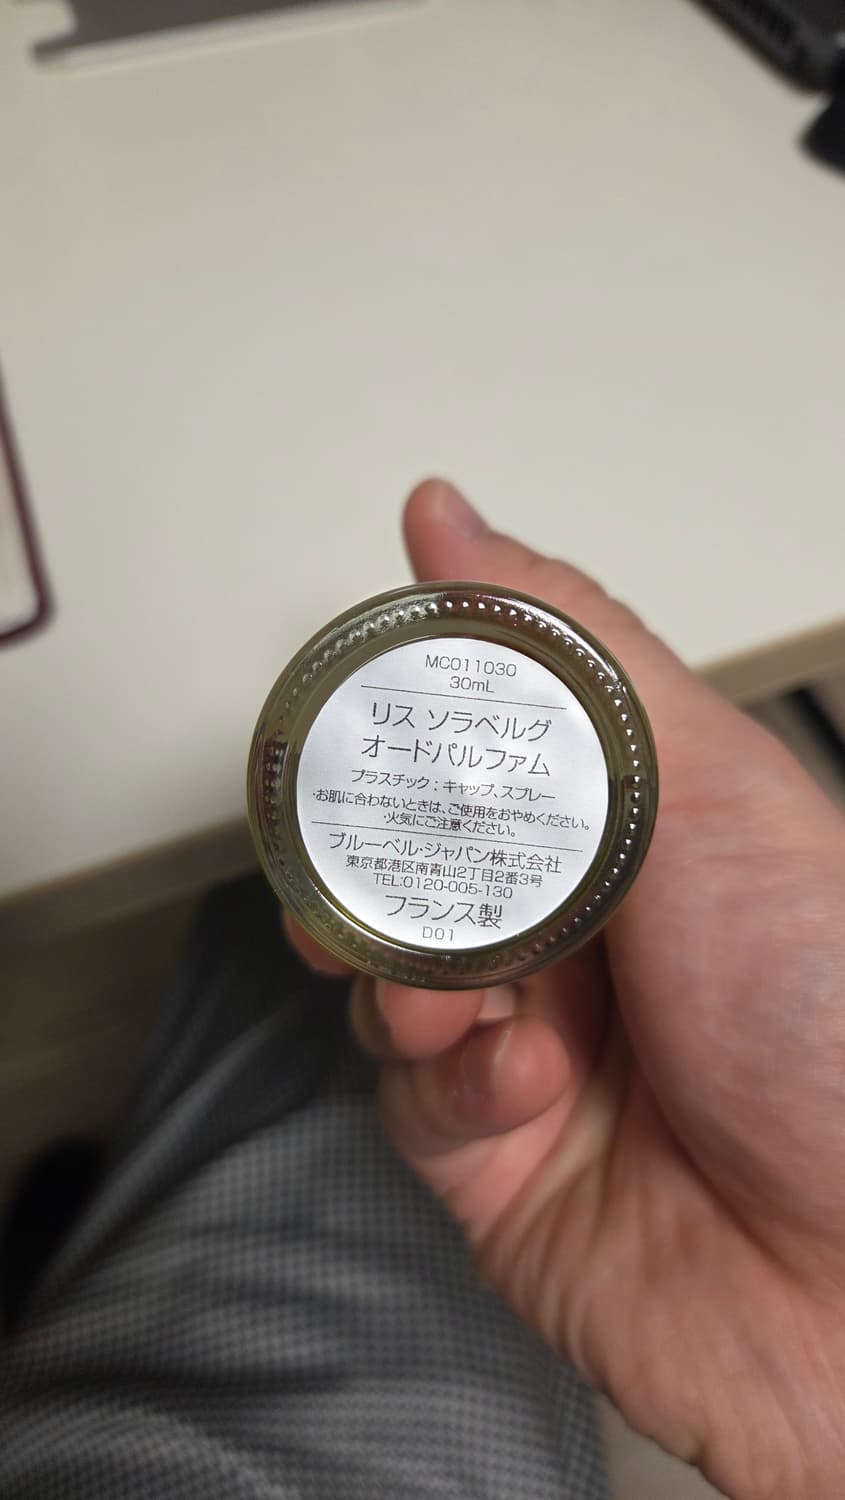 MC011030
30mL
リス ソラベルグ
オードパルファム
プラスチック : キャップ、スプレー
・お肌に合わないときは、ご使用をおやめください。
・火気にご注意ください。
ブルーベル・ジャパン株式会社
東京都港区南青山2丁目2番3号
TEL:0120-005-130
フランス製
D01